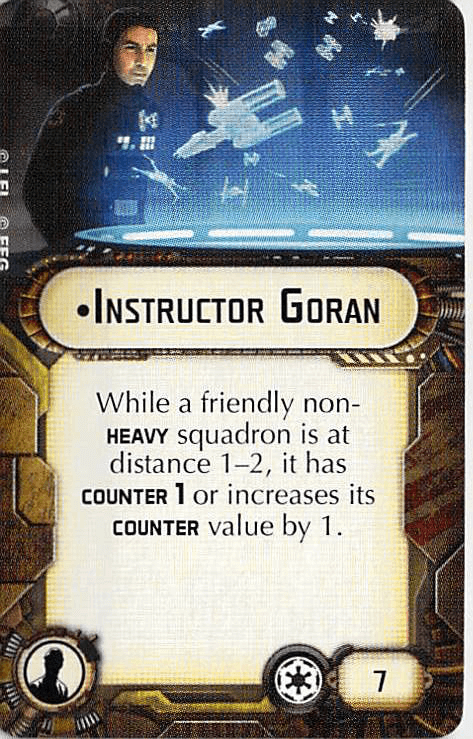 © LFL © FFG
•INSTRUCTOR GORAN
While a friendly non-
HEAVY squadron is at
distance 1–2, it has
COUNTER 1 or increases its
COUNTER value by 1.
7